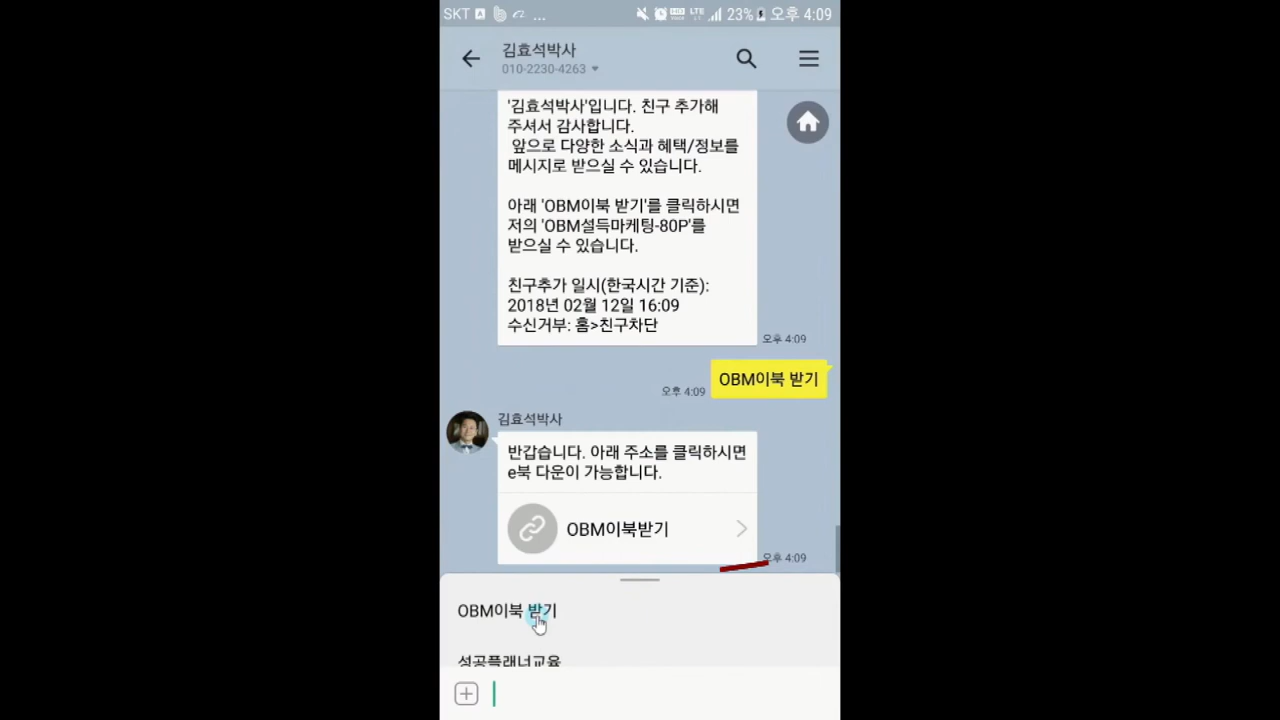 SKT ... LTE 23% 오후 4:09
김효석박사
010-2230-4263
'김효석박사'입니다. 친구 추가해
주셔서 감사합니다.
앞으로 다양한 소식과 혜택/정보를
메시지로 받으실 수 있습니다.
아래 'OBM이북 받기'를 클릭하시면
저의 'OBM설득마케팅-80P'를
받으실 수 있습니다.
친구추가 일시(한국시간 기준):
2018년 02월 12일 16:09
수신거부: 홈>친구차단
오후 4:09
오후 4:09 OBM이북 받기
김효석박사
반갑습니다. 아래 주소를 클릭하시면
e북 다운이 가능합니다.
OBM이북받기
오후 4:09
OBM이북 받기
성공플래너교육